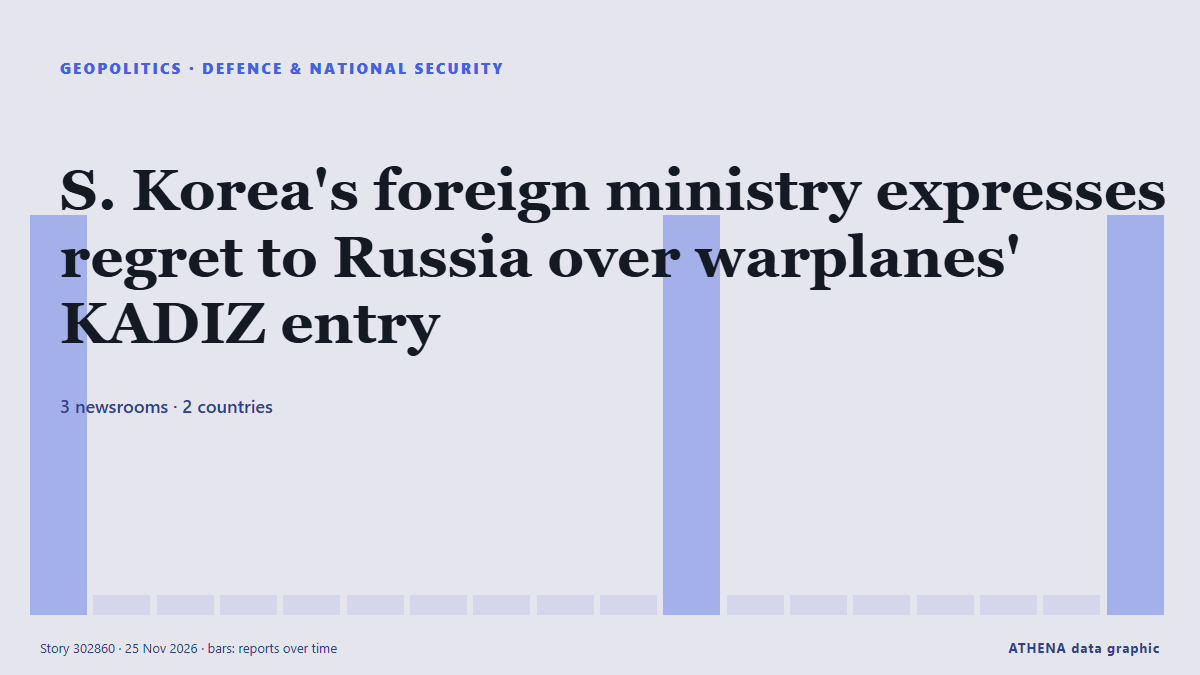 GEOPOLITICS · DEFENCE & NATIONAL SECURITY
S. Korea's foreign ministry expresses
regret to Russia over warplanes'
KADIZ entry
3 newsrooms · 2 countries
Story 302860 · 25 Nov 2026 · bars: reports over time
ATHENA data graphic